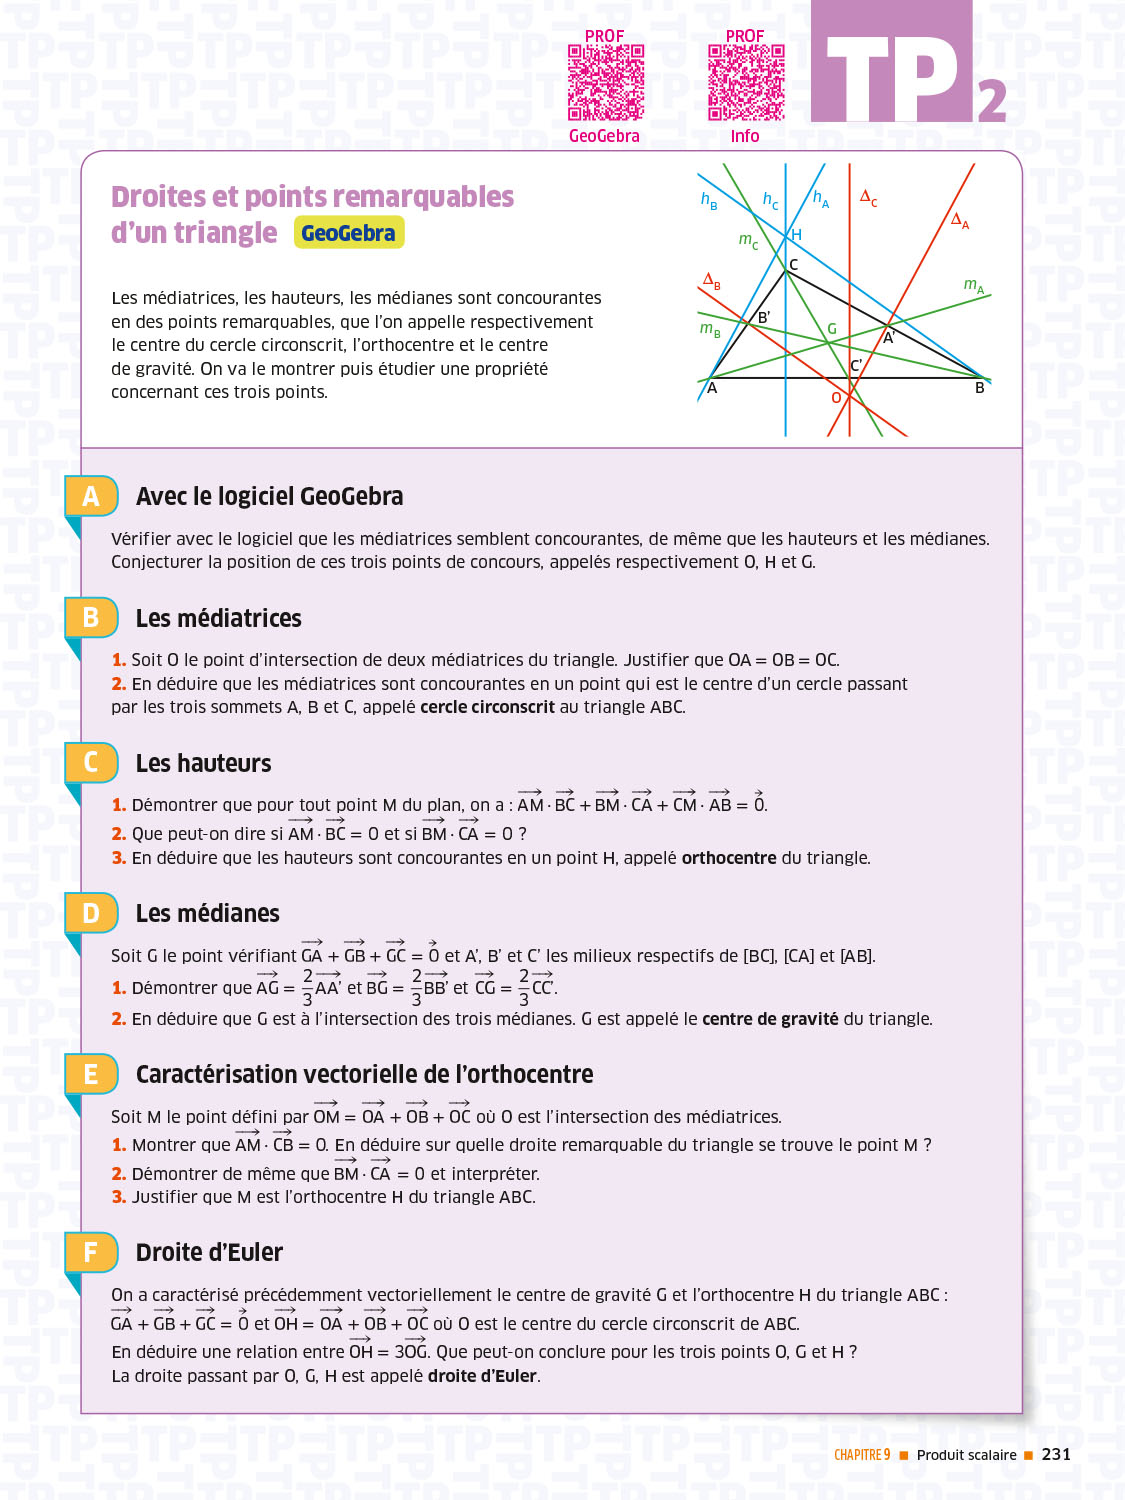 PROF
PROF
GeoGebra
Info
TP2
Droites et points remarquables
d'un triangle GeoGebra
Les médiatrices, les hauteurs, les médianes sont concourantes
en des points remarquables, que l'on appelle respectivement
le centre du cercle circonscrit, l'orthocentre et le centre
de gravité. On va le montrer puis étudier une propriété
concernant ces trois points.
h_B
h_C
h_A
Δ_C
Δ_A
m_C
H
C
Δ_B
m_A
B'
m_B
G
A'
C'
A
B
O
A Avec le logiciel GeoGebra
Vérifier avec le logiciel que les médiatrices semblent concourantes, de même que les hauteurs et les médianes.
Conjecturer la position de ces trois points de concours, appelés respectivement O, H et G.
B Les médiatrices
1. Soit O le point d'intersection de deux médiatrices du triangle. Justifier que OA = OB = OC.
2. En déduire que les médiatrices sont concourantes en un point qui est le centre d'un cercle passant
par les trois sommets A, B et C, appelé cercle circonscrit au triangle ABC.
C Les hauteurs
1. Démontrer que pour tout point M du plan, on a : $\overrightarrow{AM} \cdot \overrightarrow{BC} + \overrightarrow{BM} \cdot \overrightarrow{CA} + \overrightarrow{CM} \cdot \overrightarrow{AB} = \vec{0}$.
2. Que peut-on dire si $\overrightarrow{AM} \cdot \overrightarrow{BC} = 0$ et si $\overrightarrow{BM} \cdot \overrightarrow{CA} = 0$ ?
3. En déduire que les hauteurs sont concourantes en un point H, appelé orthocentre du triangle.
D Les médianes
Soit G le point vérifiant $\overrightarrow{GA} + \overrightarrow{GB} + \overrightarrow{GC} = \vec{0}$ et A', B' et C' les milieux respectifs de [BC], [CA] et [AB].
1. Démontrer que $\overrightarrow{AG} = \frac{2}{3}\overrightarrow{AA'}$ et $\overrightarrow{BG} = \frac{2}{3}\overrightarrow{BB'}$ et $\overrightarrow{CG} = \frac{2}{3}\overrightarrow{CC'}$.
2. En déduire que G est à l'intersection des trois médianes. G est appelé le centre de gravité du triangle.
E Caractérisation vectorielle de l'orthocentre
Soit M le point défini par $\overrightarrow{OM} = \overrightarrow{OA} + \overrightarrow{OB} + \overrightarrow{OC}$ où O est l'intersection des médiatrices.
1. Montrer que $\overrightarrow{AM} \cdot \overrightarrow{CB} = 0$. En déduire sur quelle droite remarquable du triangle se trouve le point M ?
2. Démontrer de même que $\overrightarrow{BM} \cdot \overrightarrow{CA} = 0$ et interpréter.
3. Justifier que M est l'orthocentre H du triangle ABC.
F Droite d'Euler
On a caractérisé précédemment vectoriellement le centre de gravité G et l'orthocentre H du triangle ABC :
$\overrightarrow{GA} + \overrightarrow{GB} + \overrightarrow{GC} = \vec{0}$ et $\overrightarrow{OH} = \overrightarrow{OA} + \overrightarrow{OB} + \overrightarrow{OC}$ où O est le centre du cercle circonscrit de ABC.
En déduire une relation entre $\overrightarrow{OH} = 3\overrightarrow{OG}$. Que peut-on conclure pour les trois points O, G et H ?
La droite passant par O, G, H est appelé droite d'Euler.
CHAPITRE 9 ■ Produit scalaire ■ 231